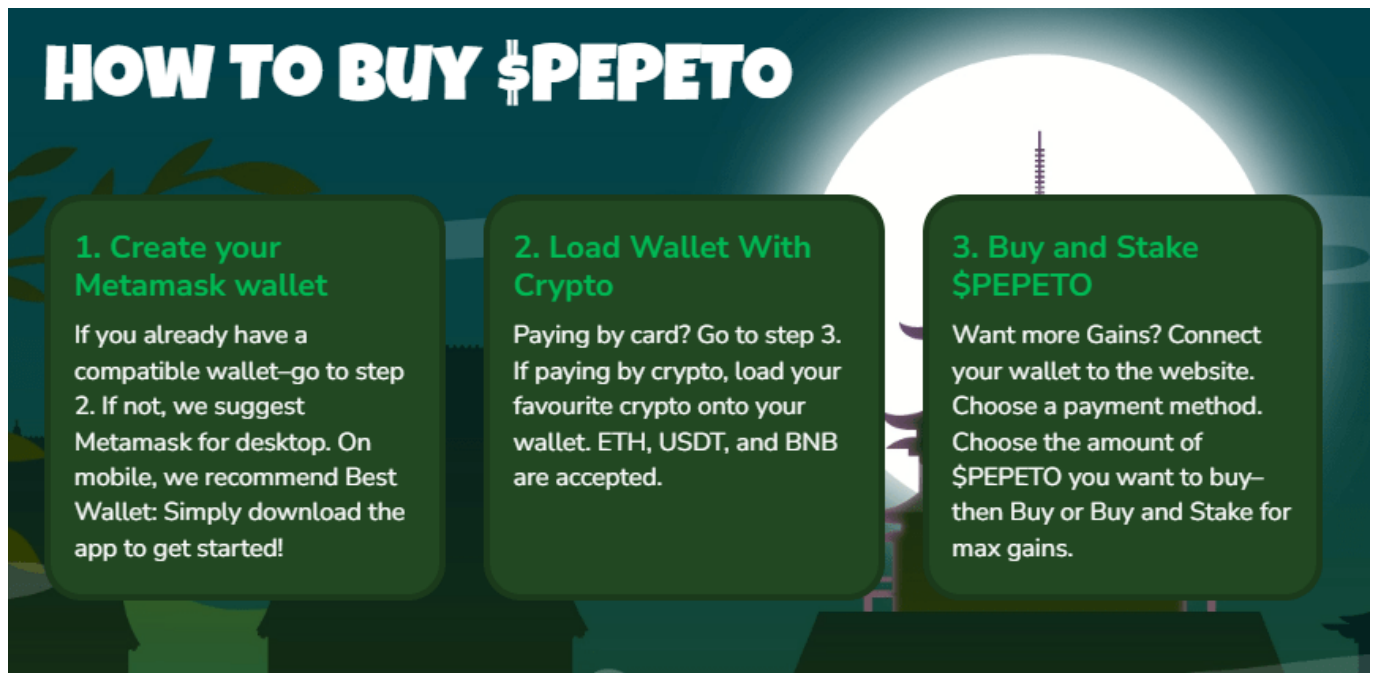 HOW TO BUY $PEPETO
1. Create your
Metamask wallet
If you already have a
compatible wallet–go to step
2. If not, we suggest
Metamask for desktop. On
mobile, we recommend Best
Wallet: Simply download the
app to get started!
2. Load Wallet With
Crypto
Paying by card? Go to step 3.
If paying by crypto, load your
favourite crypto onto your
wallet. ETH, USDT, and BNB
are accepted.
3. Buy and Stake
$PEPETO
Want more Gains? Connect
your wallet to the website.
Choose a payment method.
Choose the amount of
$PEPETO you want to buy–
then Buy or Buy and Stake for
max gains.